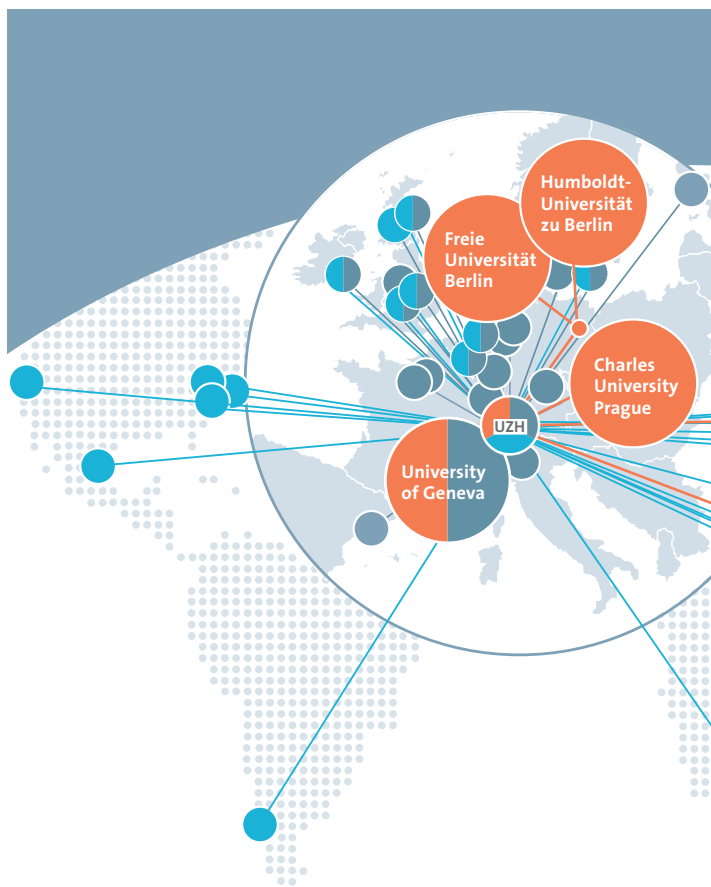 Humboldt-
Universität
zu Berlin
Freie
Universität
Berlin
Charles
University
Prague
UZH
University
of Geneva